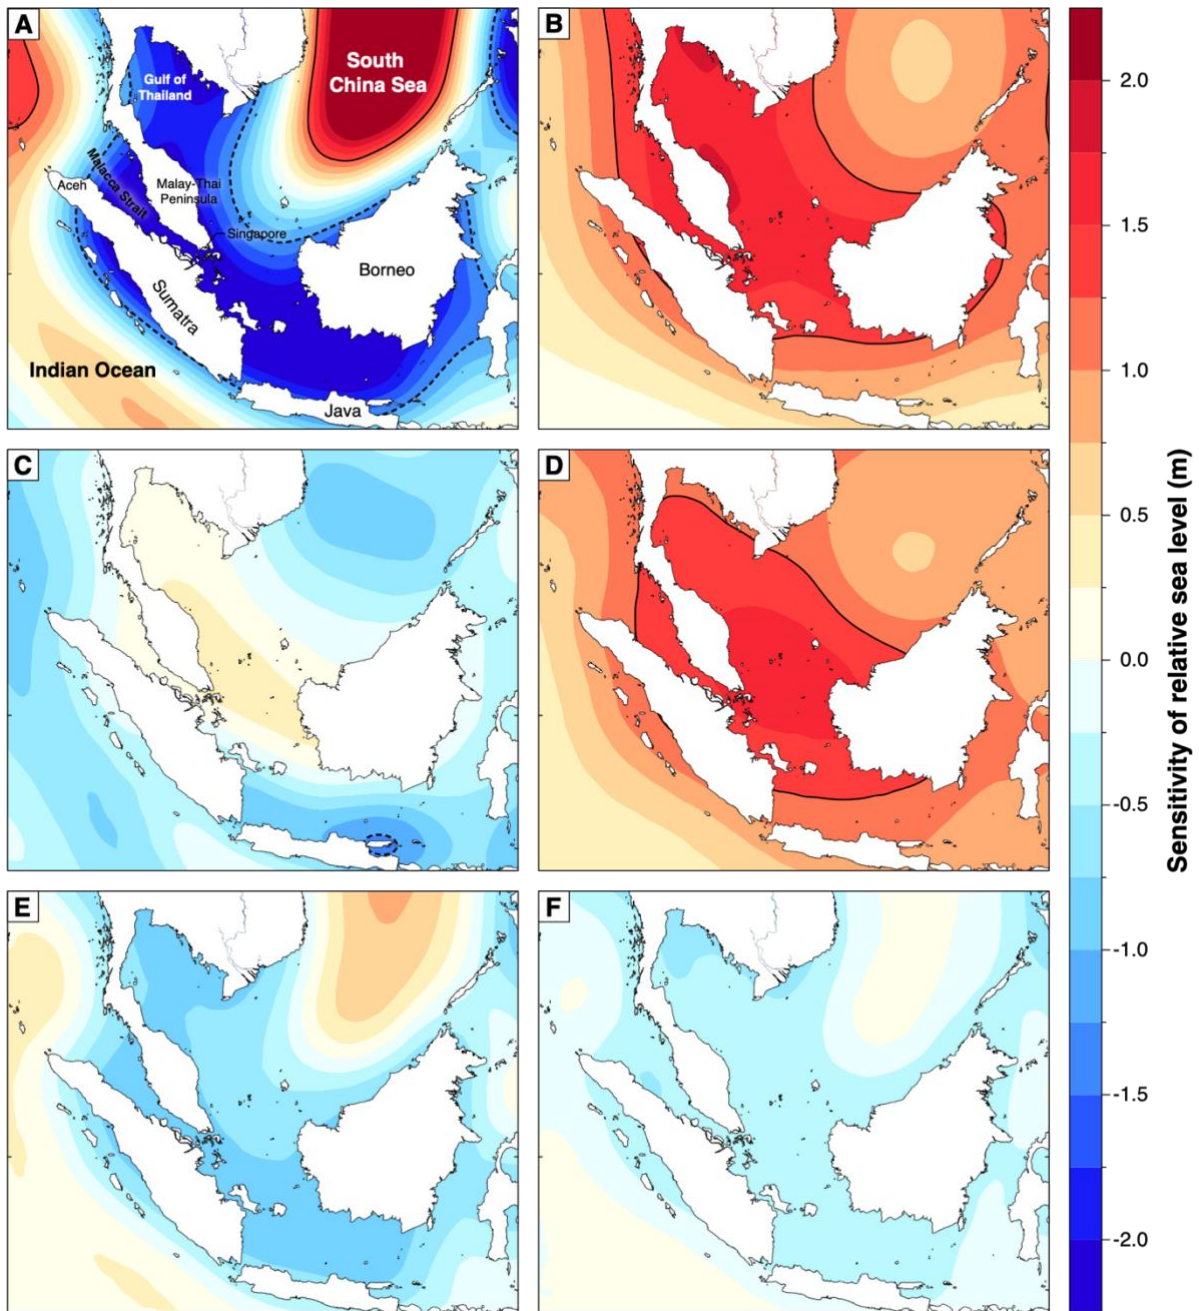 A
Gulf of
Thailand
South
China Sea
Aceh
Malacca Strait
Malay-Thai
Peninsula
Singapore
Borneo
Sumatra
Indian Ocean
Java
B
C
D
E
F
2.0
1.5
1.0
0.5
0.0
-0.5
-1.0
-1.5
-2.0
Sensitivity of relative sea level (m)